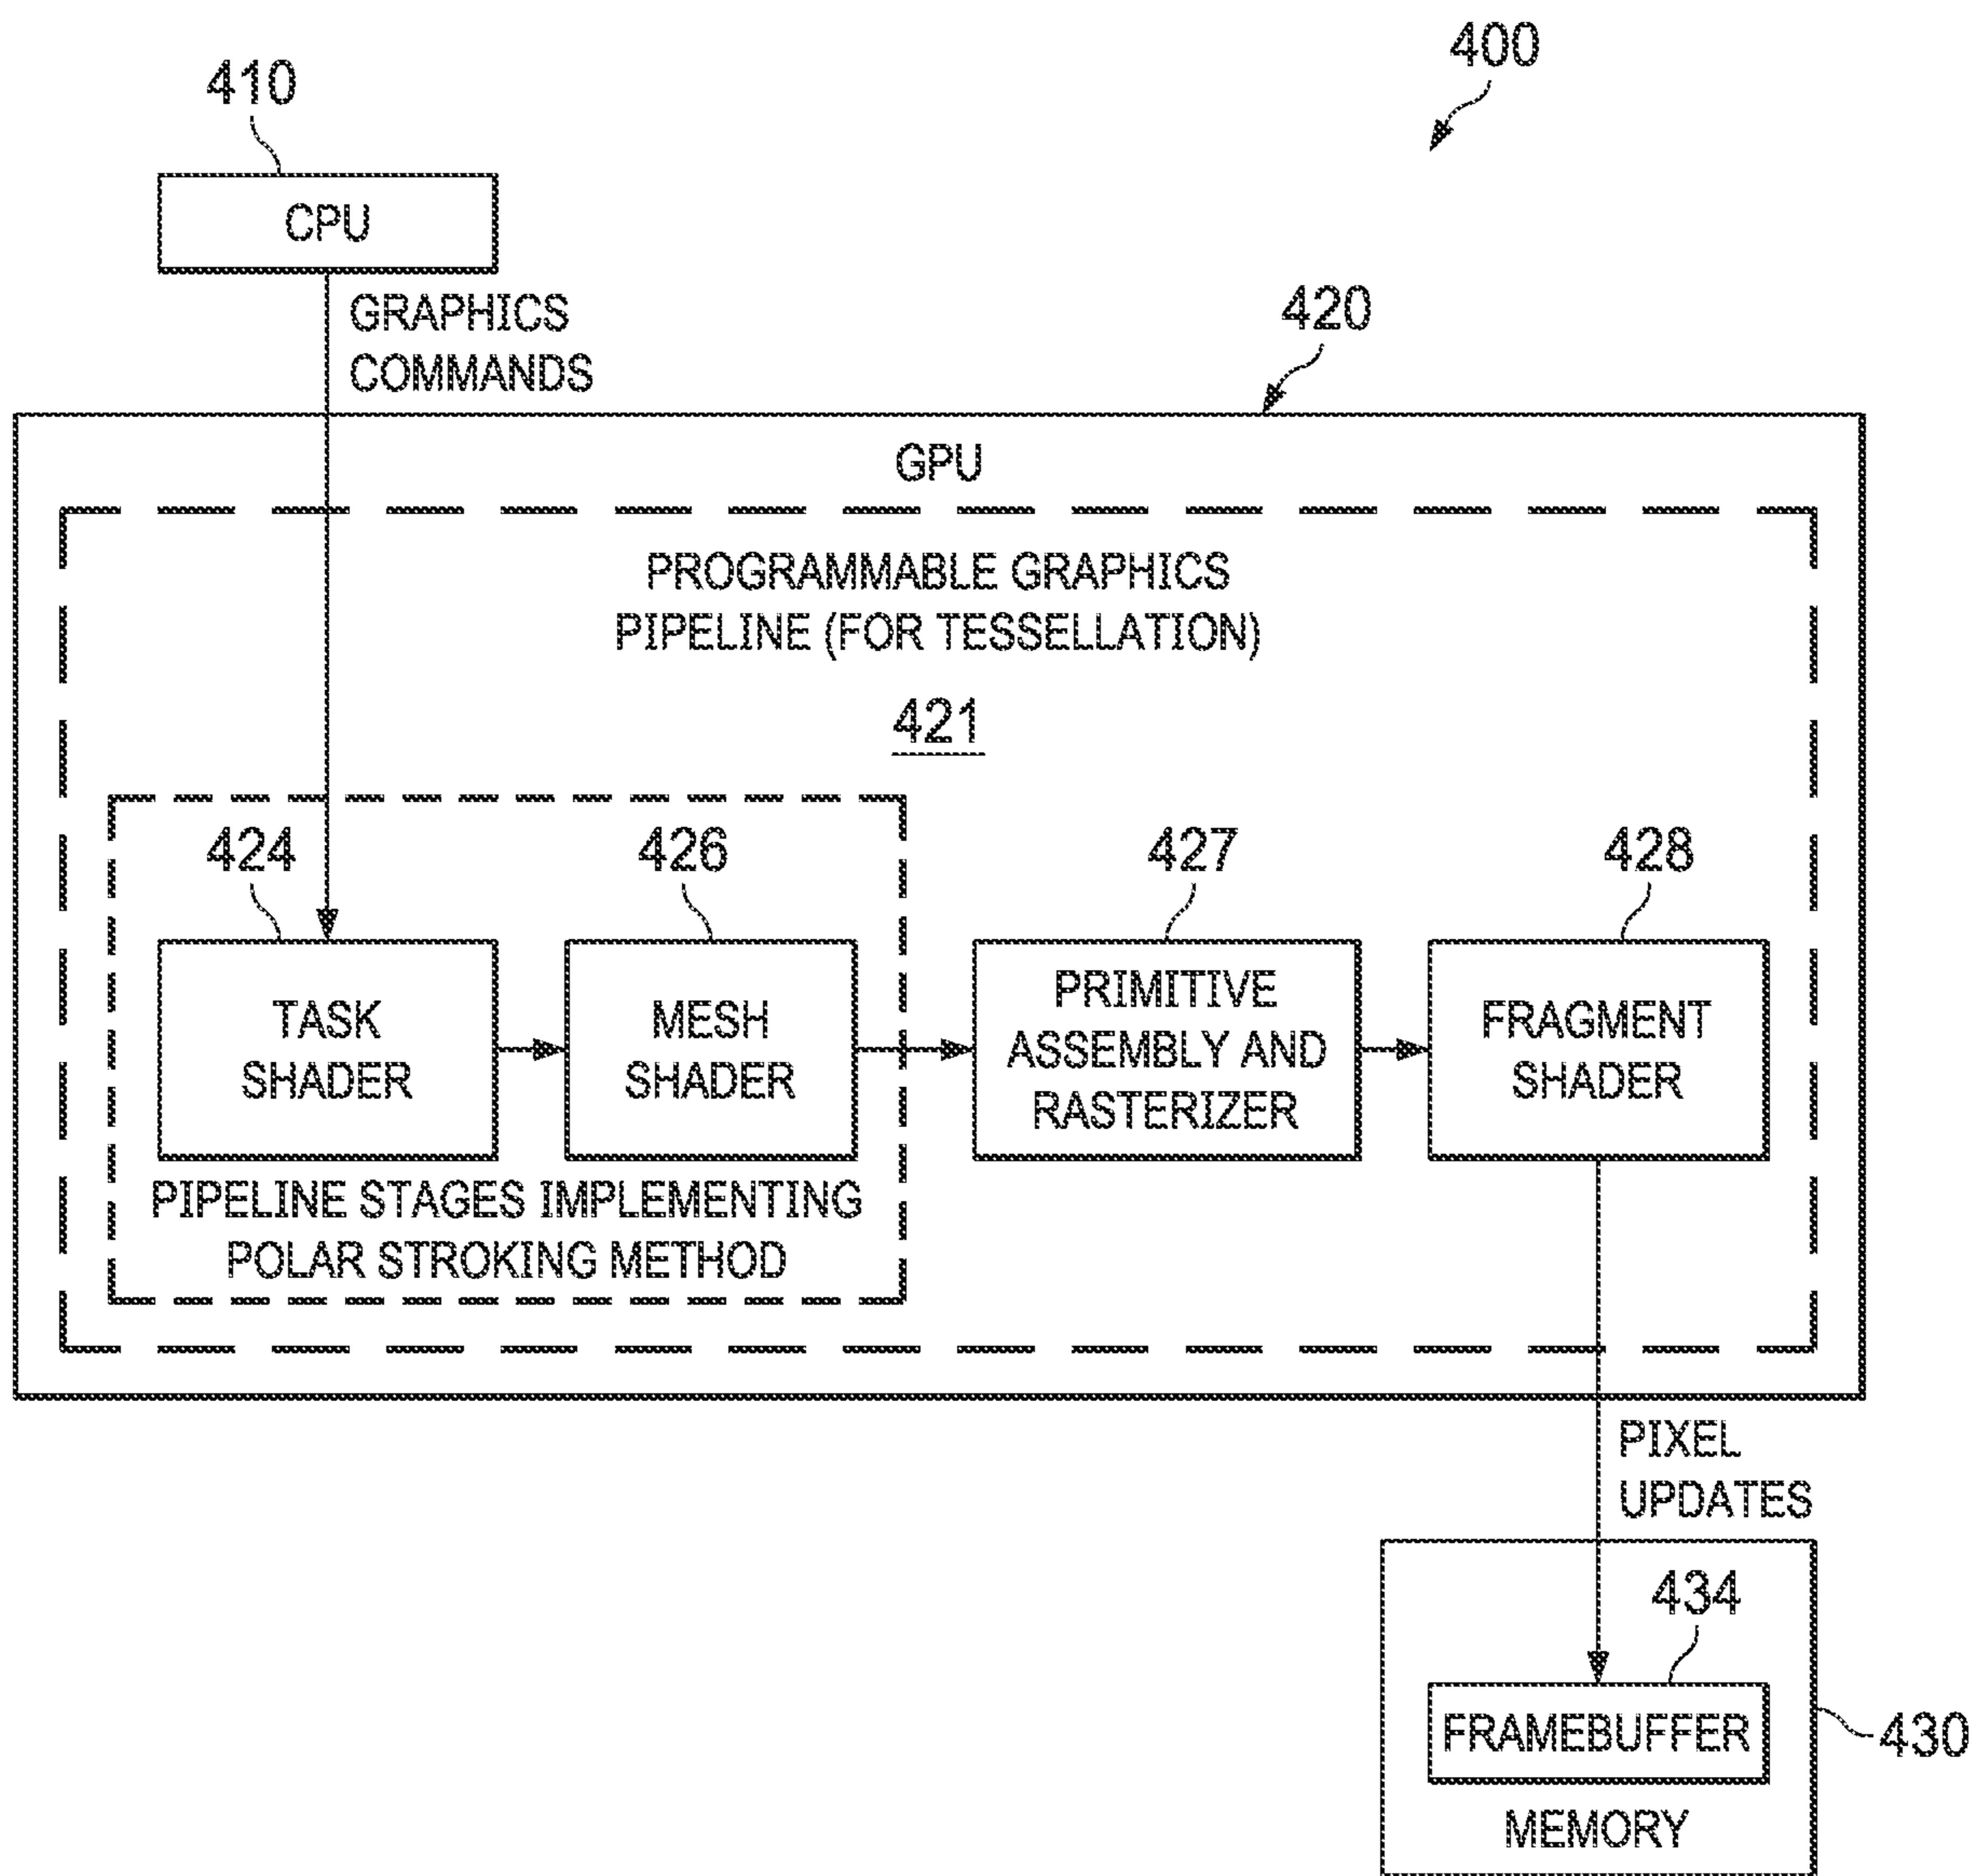 400
410
CPU
GRAPHICS
COMMANDS
420
GPU
PROGRAMMABLE GRAPHICS
PIPELINE (FOR TESSELLATION)
421
424
426
427
428
TASK
SHADER
MESH
SHADER
PRIMITIVE
ASSEMBLY AND
RASTERIZER
FRAGMENT
SHADER
PIPELINE STAGES IMPLEMENTING
POLAR STROKING METHOD
PIXEL
UPDATES
434
FRAMEBUFFER
430
MEMORY